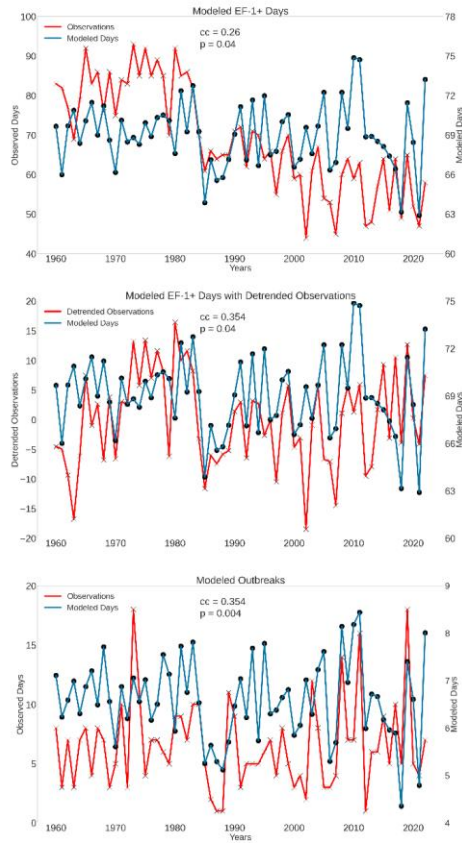 Modeled EF-1+ Days
Observations
Modeled Days
cc = 0.26
p = 0.04
100
90
80
70
60
50
40
Observed Days
78
75
72
69
66
63
60
Modeled Days
1960 1970 1980 1990 2000 2010 2020
Years
Modeled EF-1+ Days with Detrended Observations
Detrended Observations
Modeled Days
cc = 0.354
p = 0.04
20
15
10
5
0
−5
−10
−15
−20
Detrended Observations
75
72
69
66
63
60
Modeled Days
1960 1970 1980 1990 2000 2010 2020
Years
Modeled Outbreaks
Observations
Modeled Days
cc = 0.354
p = 0.004
20
15
10
5
0
Observed Days
9
8
7
6
5
4
Modeled Days
1960 1970 1980 1990 2000 2010 2020
Years